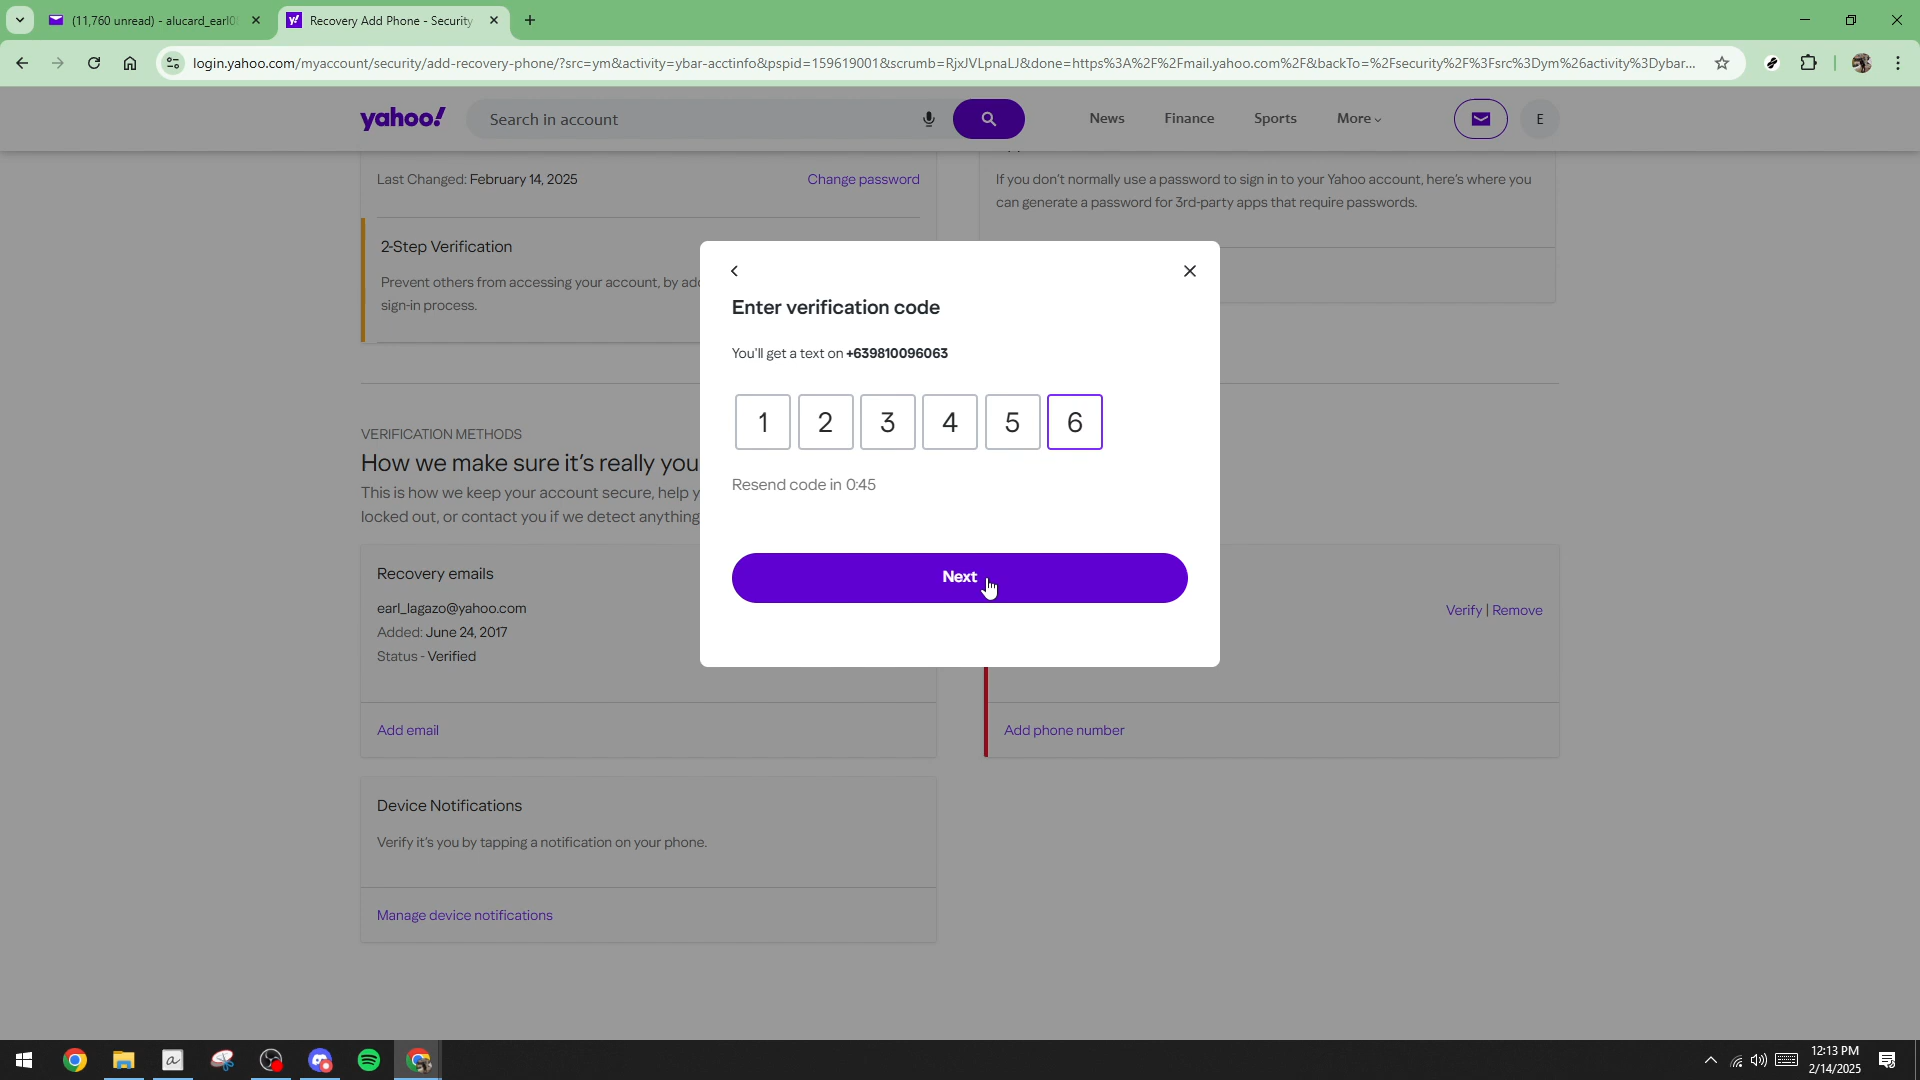 (11,760 unread) - alucard_earl0
Recovery Add Phone - Security
login.yahoo.com/myaccount/security/add-recovery-phone/?src=ym&activity=ybar-acctinfo&pspid=159619001&scrumb=RjxJVLpnaLJ&done=https%3A%2F%2Fmail.yahoo.com%2F&backTo=%2Fsecurity%2F%3Fsrc%3Dym%26activity%3Dybar...
yahoo!
Search in account
News
Finance
Sports
More
E
Last Changed: February 14, 2025
Change password
If you don't normally use a password to sign in to your Yahoo account, here's where you
can generate a password for 3rd-party apps that require passwords.
2-Step Verification
Prevent others from accessing your account, by add
sign-in process.
Enter verification code
You'll get a text on +639810096063
1 2 3 4 5 6
Resend code in 0:45
Next
VERIFICATION METHODS
How we make sure it's really you
This is how we keep your account secure, help y
locked out, or contact you if we detect anything
Recovery emails
earl_lagazo@yahoo.com
Added: June 24, 2017
Status - Verified
Add email
Verify | Remove
Add phone number
Device Notifications
Verify it's you by tapping a notification on your phone.
Manage device notifications
12:13 PM
2/14/2025